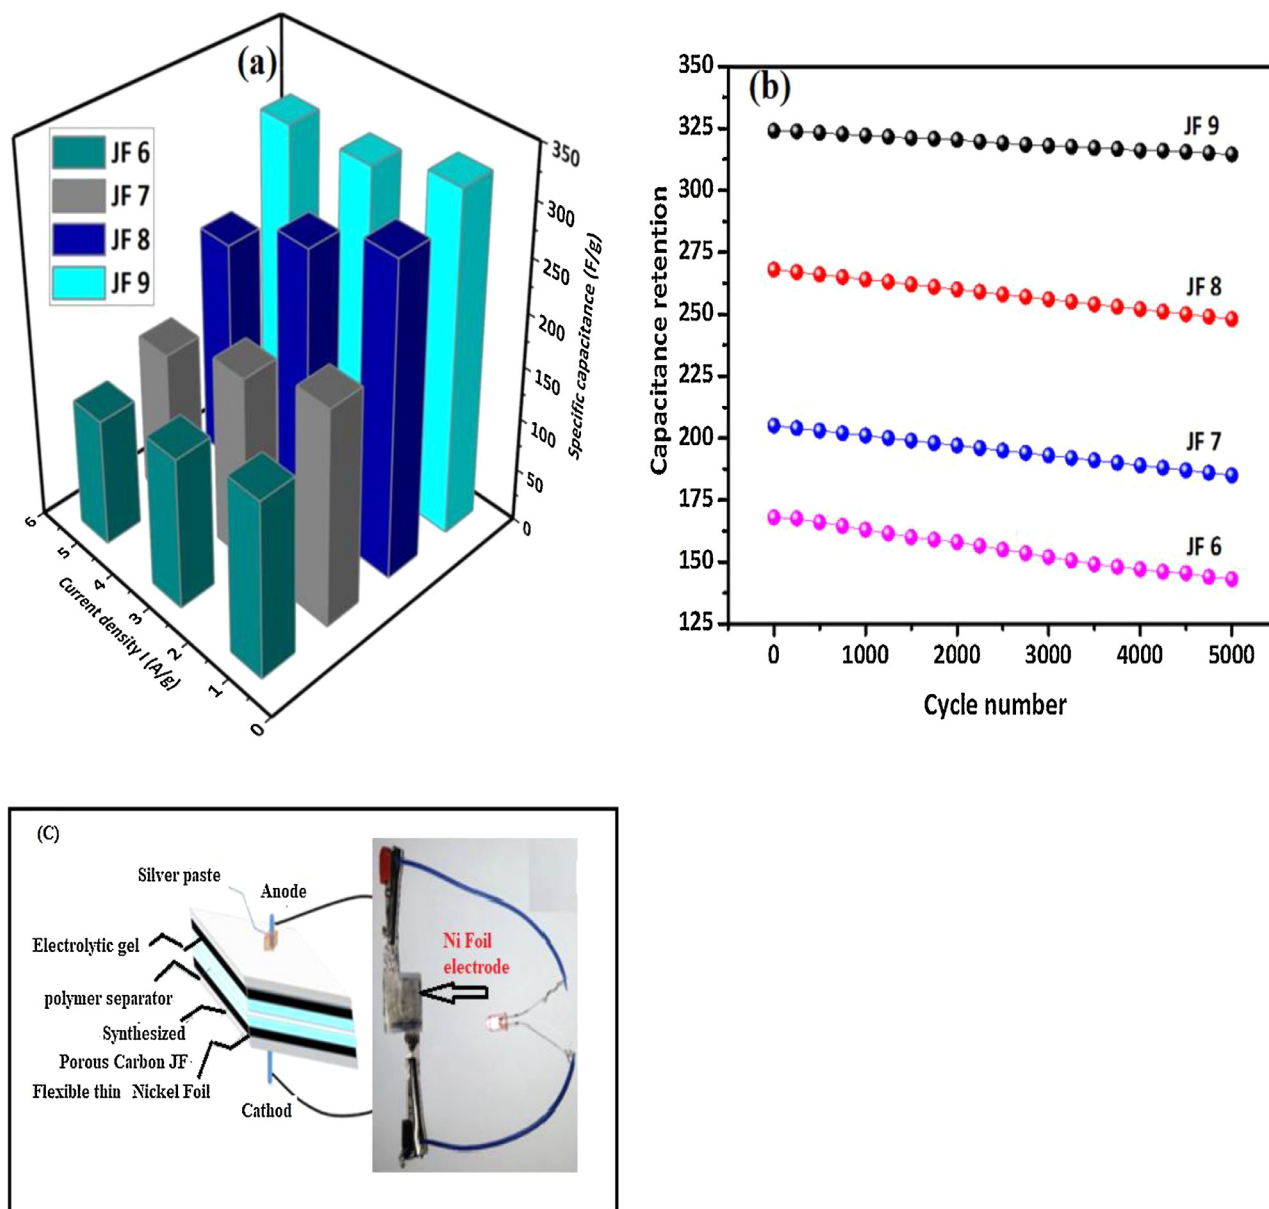 (a)
JF 6
JF 7
JF 8
JF 9
350
300
250
200
150
100
50
0
Specific capacitance (F/g)
6
5
4
3
2
1
0
Current density I (A/g)
(b)
350
325
300
275
250
225
200
175
150
125
Capacitance retention
JF 9
JF 8
JF 7
JF 6
0
1000
2000
3000
4000
5000
Cycle number
(C)
Silver paste
Anode
Electrolytic gel
polymer separator
Synthesized
Porous Carbon JF
Flexible thin Nickel Foil
Cathod
Ni Foil
electrode